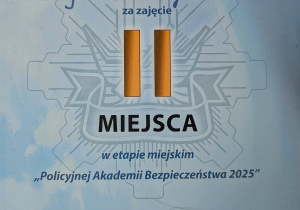 za zajęcie
II
MIEJSCA
w etapie miejskim
„Policyjnej Akademii Bezpieczeństwa 2025”